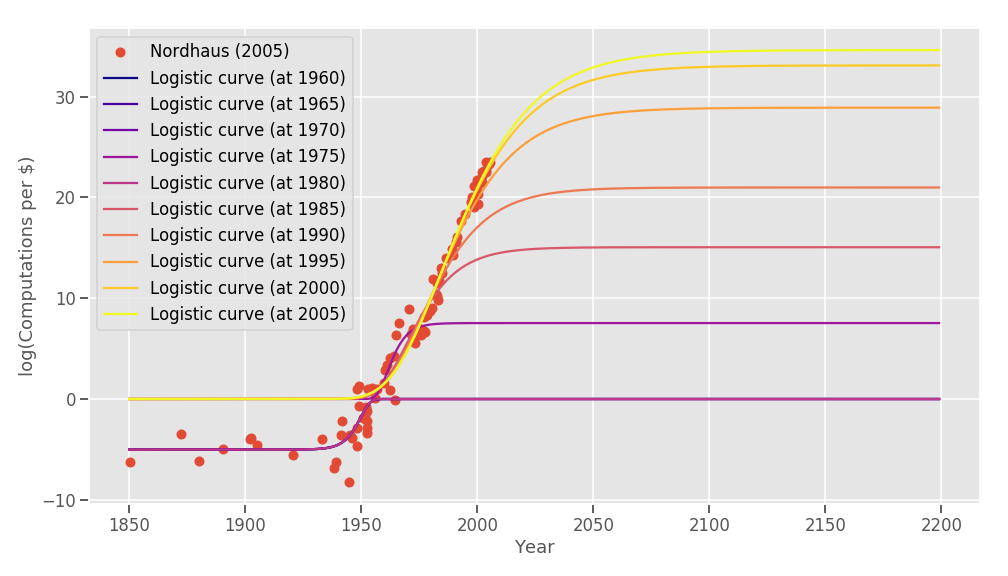 Nordhaus (2005)
Logistic curve (at 1960)
Logistic curve (at 1965)
Logistic curve (at 1970)
Logistic curve (at 1975)
Logistic curve (at 1980)
Logistic curve (at 1985)
Logistic curve (at 1990)
Logistic curve (at 1995)
Logistic curve (at 2000)
Logistic curve (at 2005)
log(Computations per $)
30
20
10
0
−10
1850 1900 1950 2000 2050 2100 2150 2200
Year